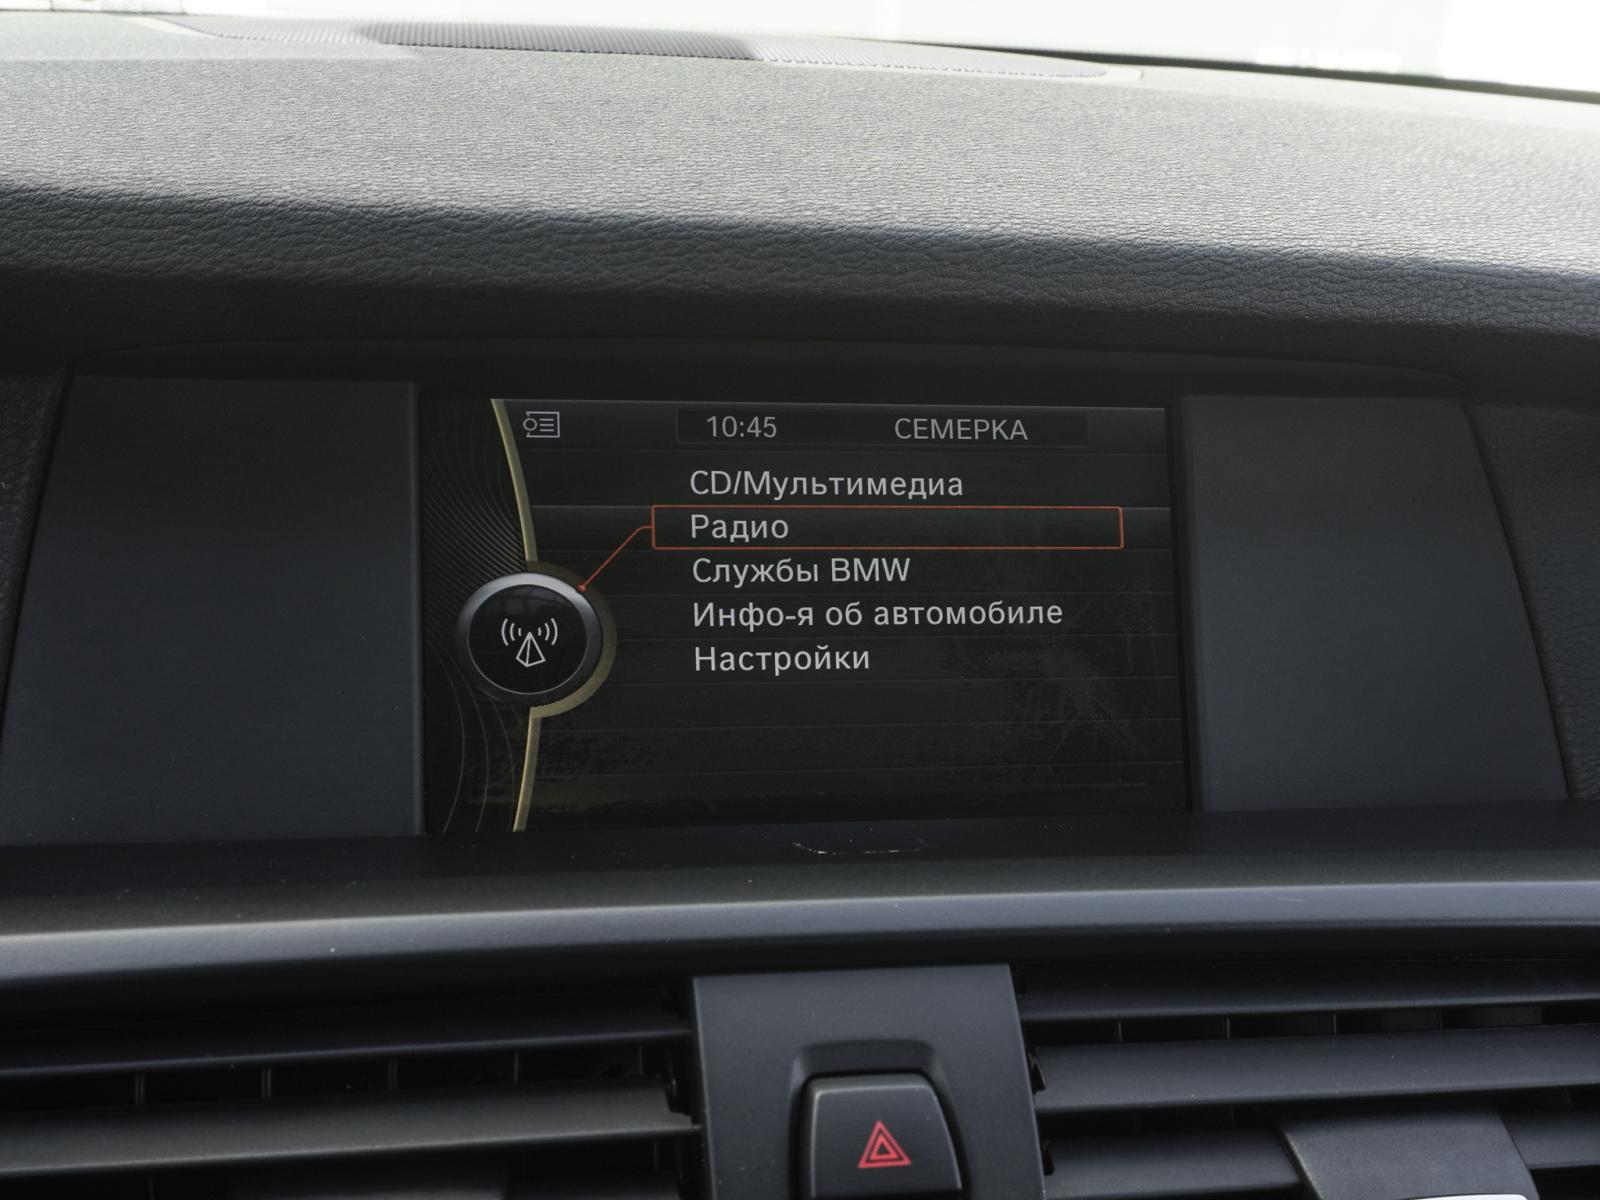 10:45 СЕМЕРКА
CD/Мультимедиа
Радио
Службы BMW
Инфо-я об автомобиле
Настройки